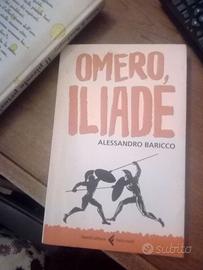 OMERO,
ILIADE
ALESSANDRO BARICCO
subito